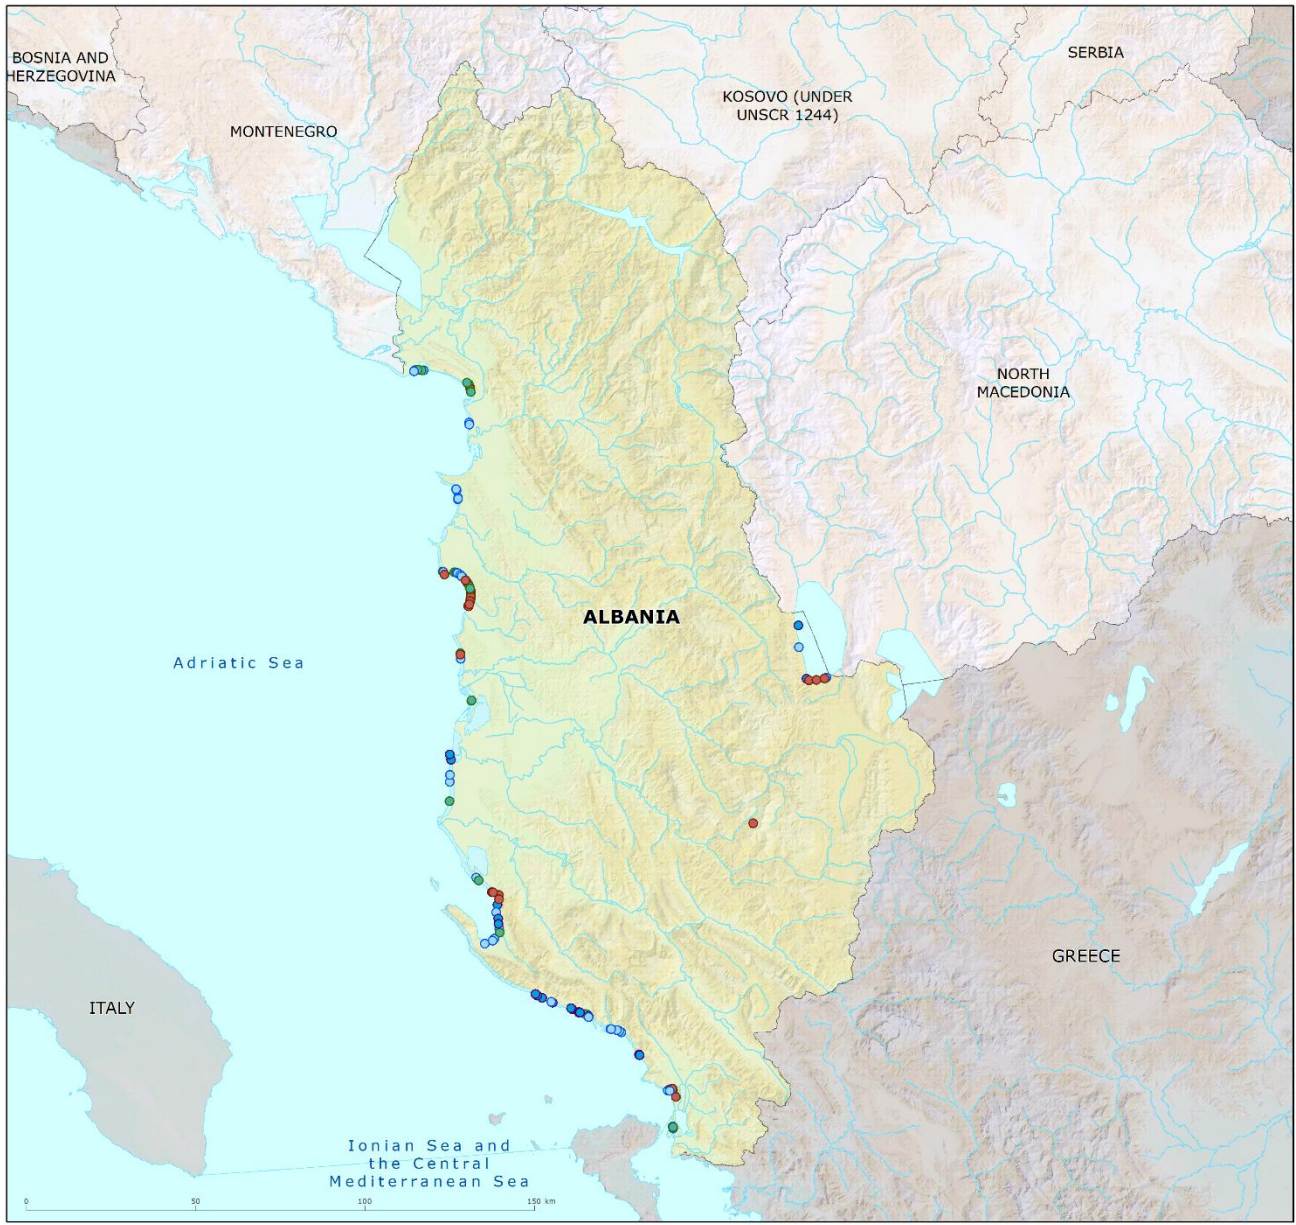 BOSNIA AND
HERZEGOVINA
SERBIA
KOSOVO (UNDER
UNSCR 1244)
MONTENEGRO
NORTH
MACEDONIA
ALBANIA
Adriatic Sea
GREECE
ITALY
Ionian Sea and
the Central
Mediterranean Sea
0 50 100 150 km